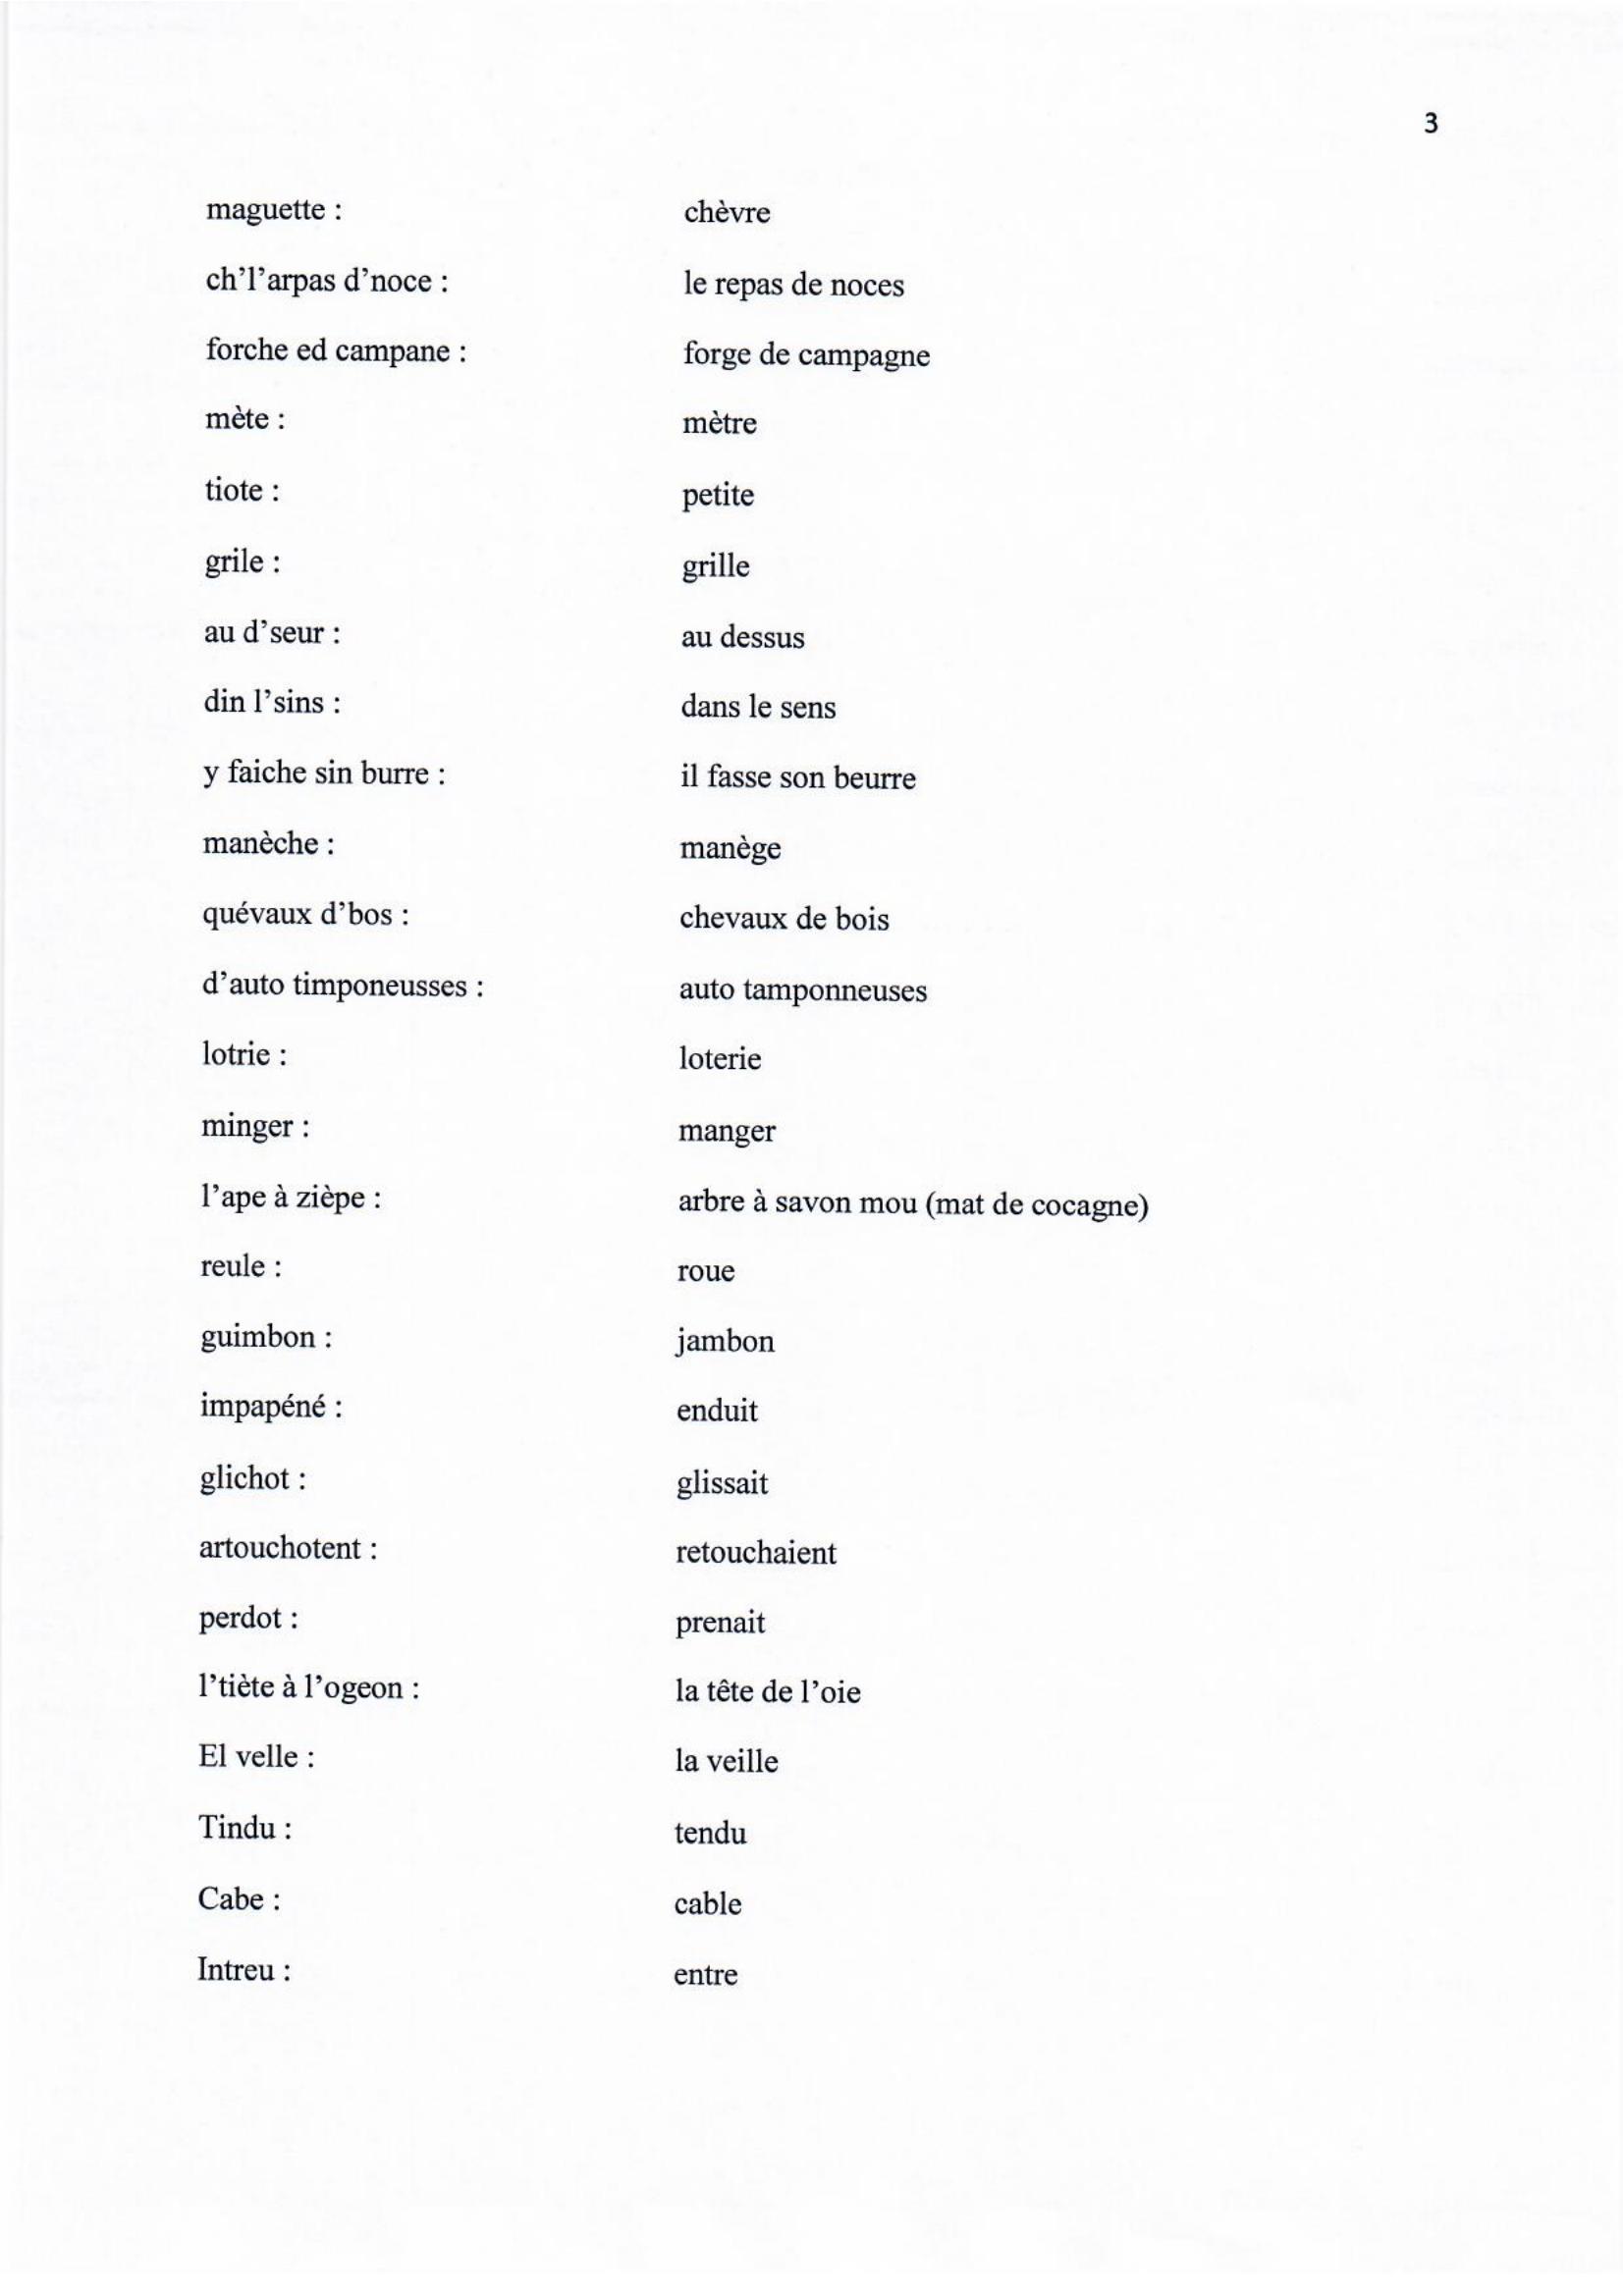 3
maguette : chèvre
ch'l'arpas d'noce : le repas de noces
forche ed campane : forge de campagne
mète : mètre
tiote : petite
grile : grille
au d'seur : au dessus
din l'sins : dans le sens
y faiche sin burre : il fasse son beurre
manèche : manège
quévaux d'bos : chevaux de bois
d'auto timponeusses : auto tamponneuses
lotrie : loterie
minger : manger
l'ape à zièpe : arbre à savon mou (mat de cocagne)
reule : roue
guimbon : jambon
impapéné : enduit
glichot : glissait
artouchotent : retouchaient
perdot : prenait
l'tiète à l'ogeon : la tête de l'oie
El velle : la veille
Tindu : tendu
Cabe : cable
Intreu : entre